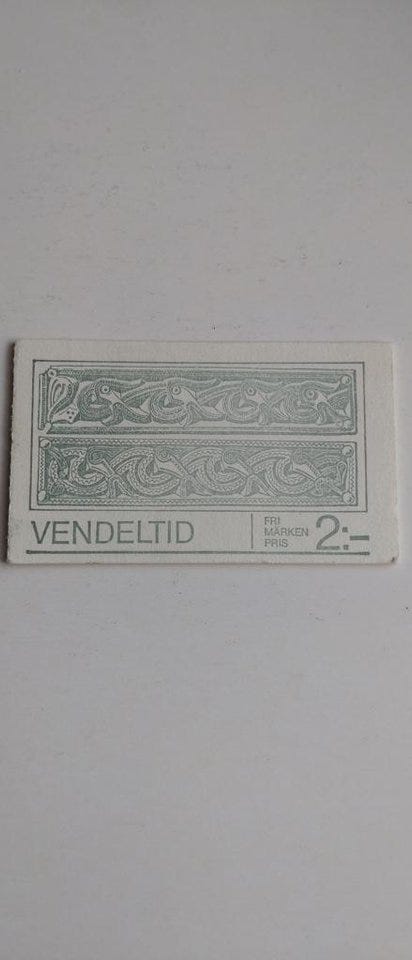 VENDELTID
FRI
MÄRKEN
PRIS
2:-